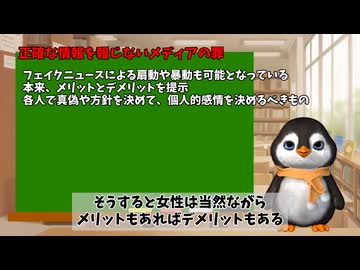 正確な情報を報じないメディアの罪
フェイクニュースによる扇動や暴動も可能となっている
本来、メリットとデメリットを提示
各人で真偽や方針を決めて、個人的感情を決めるべきもの
そうすると女性は当然ながら
メリットもあればデメリットもある